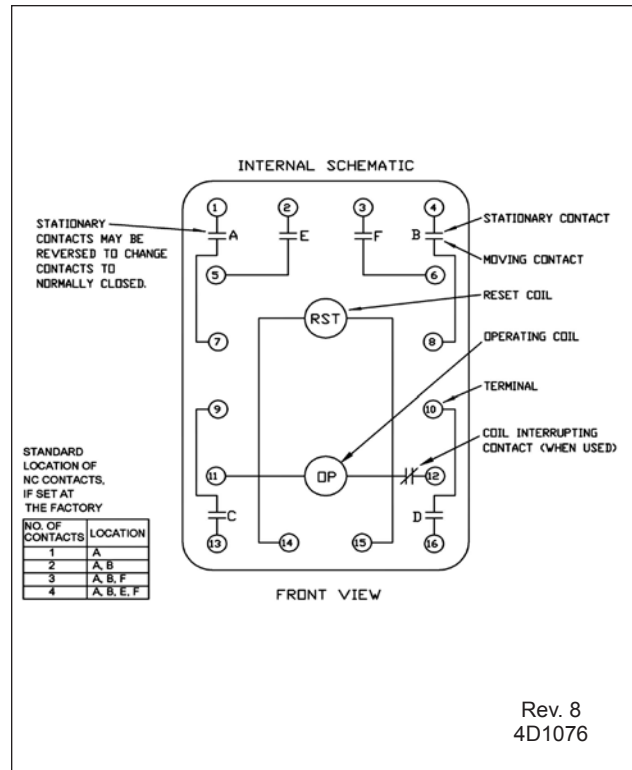 INTERNAL SCHEMATIC
1
2
3
4
STATIONARY
CONTACTS MAY BE
REVERSED TO CHANGE
CONTACTS TO
NORMALLY CLOSED.
A
E
F
B
STATIONARY CONTACT
MOVING CONTACT
5
6
RESET COIL
RST
7
8
OPERATING COIL
9
10
TERMINAL
COIL INTERRUPTING
CONTACT (WHEN USED)
11
OP
12
C
D
13
14
15
16
STANDARD
LOCATION OF
NC CONTACTS,
IF SET AT
THE FACTORY
NO. OF
CONTACTS LOCATION
1 A
2 A, B
3 A, B, F
4 A, B, E, F
FRONT VIEW
Rev. 8
4D1076